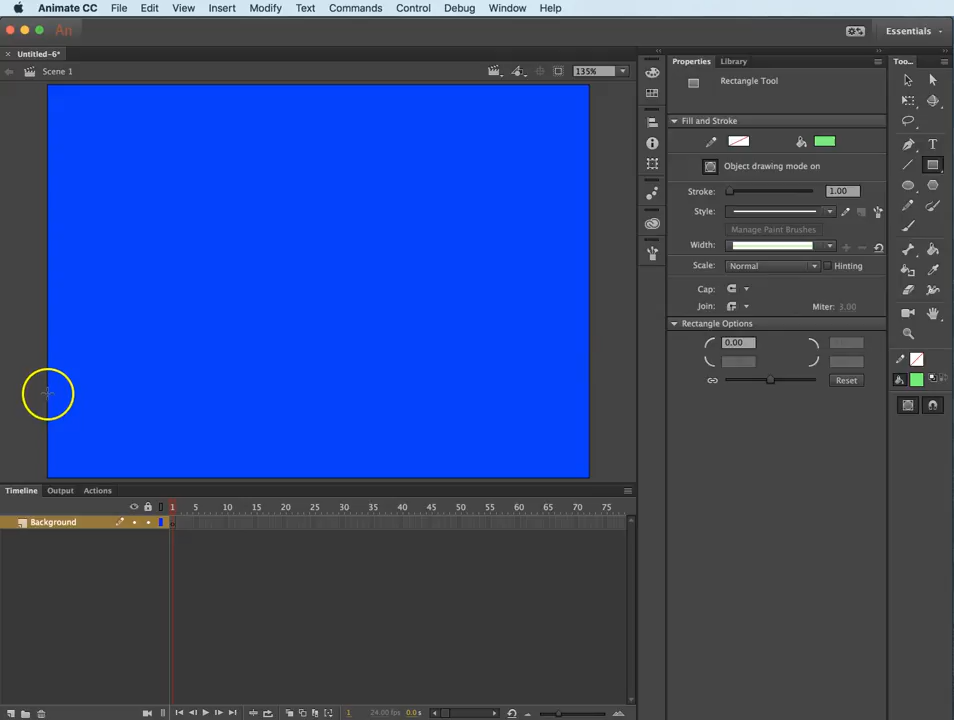 Animate CC File Edit View Insert Modify Text Commands Control Debug Window Help
An Essentials
× Untitled-6*
Scene 1 135%
Properties Library Too...
Rectangle Tool
Fill and Stroke
Object drawing mode on
Stroke: 1.00
Style:
Manage Paint Brushes
Width:
Scale: Normal Hinting
Cap:
Join: Miter: 3.00
Rectangle Options
0.00
Reset
Timeline Output Actions
1 5 10 15 20 25 30 35 40 45 50 55 60 65 70 75
Background
1 24.00 fps 0.0 s